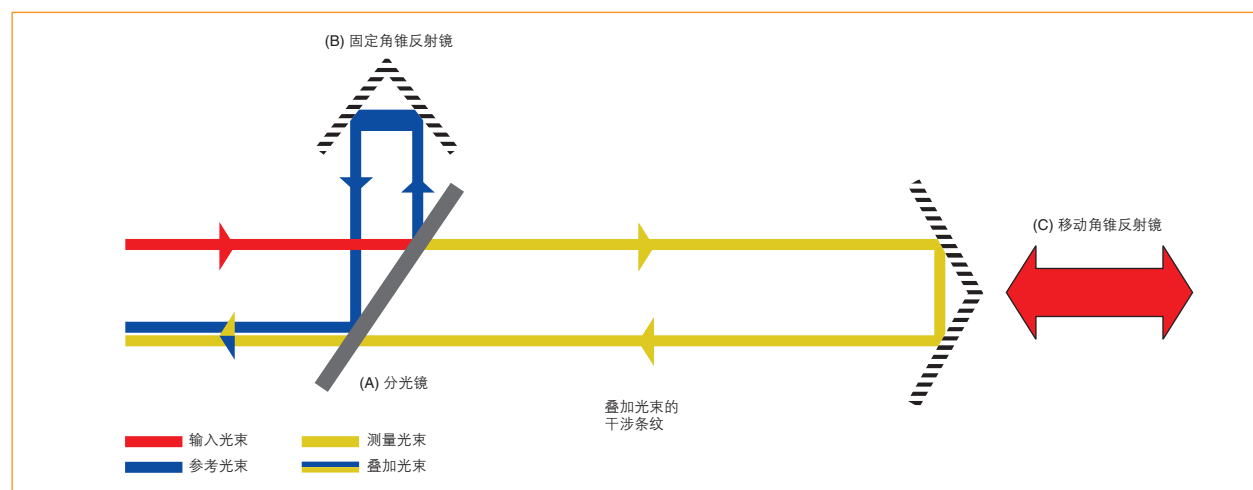 (B) 固定角锥反射镜
(C) 移动角锥反射镜
(A) 分光镜
叠加光束的
干涉条纹
输入光束
测量光束
参考光束
叠加光束